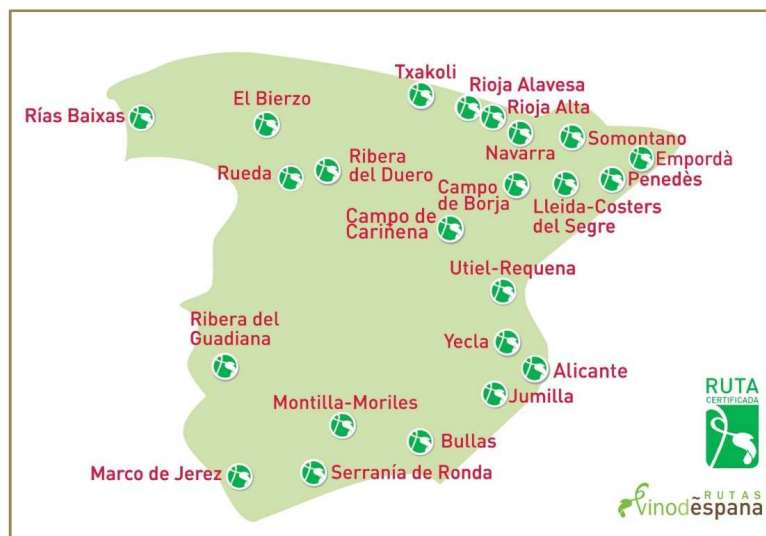 Txakoli
Rioja Alavesa
Rioja Alta
El Bierzo
Rías Baixas
Navarra
Somontano
Empordà
Penedès
Rueda
Ribera
del Duero
Campo
de Borja
Lleida-Costers
del Segre
Campo de
Cariñena
Utiel-Requena
Ribera del
Guadiana
Yecla
Alicante
Jumilla
Montilla-Moriles
Bullas
Marco de Jerez
Serranía de Ronda
RUTA
CERTIFICADA
RUTAS
vinodẽspana